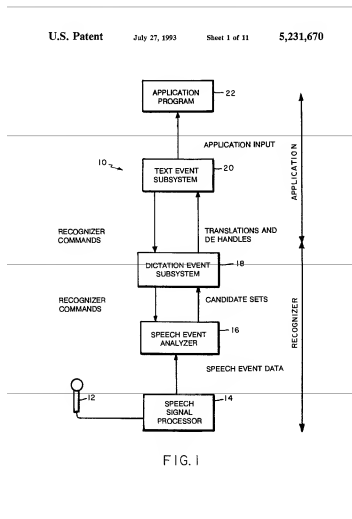 U.S. Patent July 27, 1993 Sheet 1 of 11 5,231,670
APPLICATION
PROGRAM
22
APPLICATION INPUT
10
TEXT EVENT
SUBSYSTEM
20
APPLICATION
RECOGNIZER
COMMANDS
TRANSLATIONS AND
DE HANDLES
DICTATION EVENT
SUBSYSTEM
18
RECOGNIZER
COMMANDS
CANDIDATE SETS
RECOGNIZER
SPEECH EVENT
ANALYZER
16
SPEECH EVENT DATA
12
SPEECH
SIGNAL
PROCESSOR
14
FIG. 1